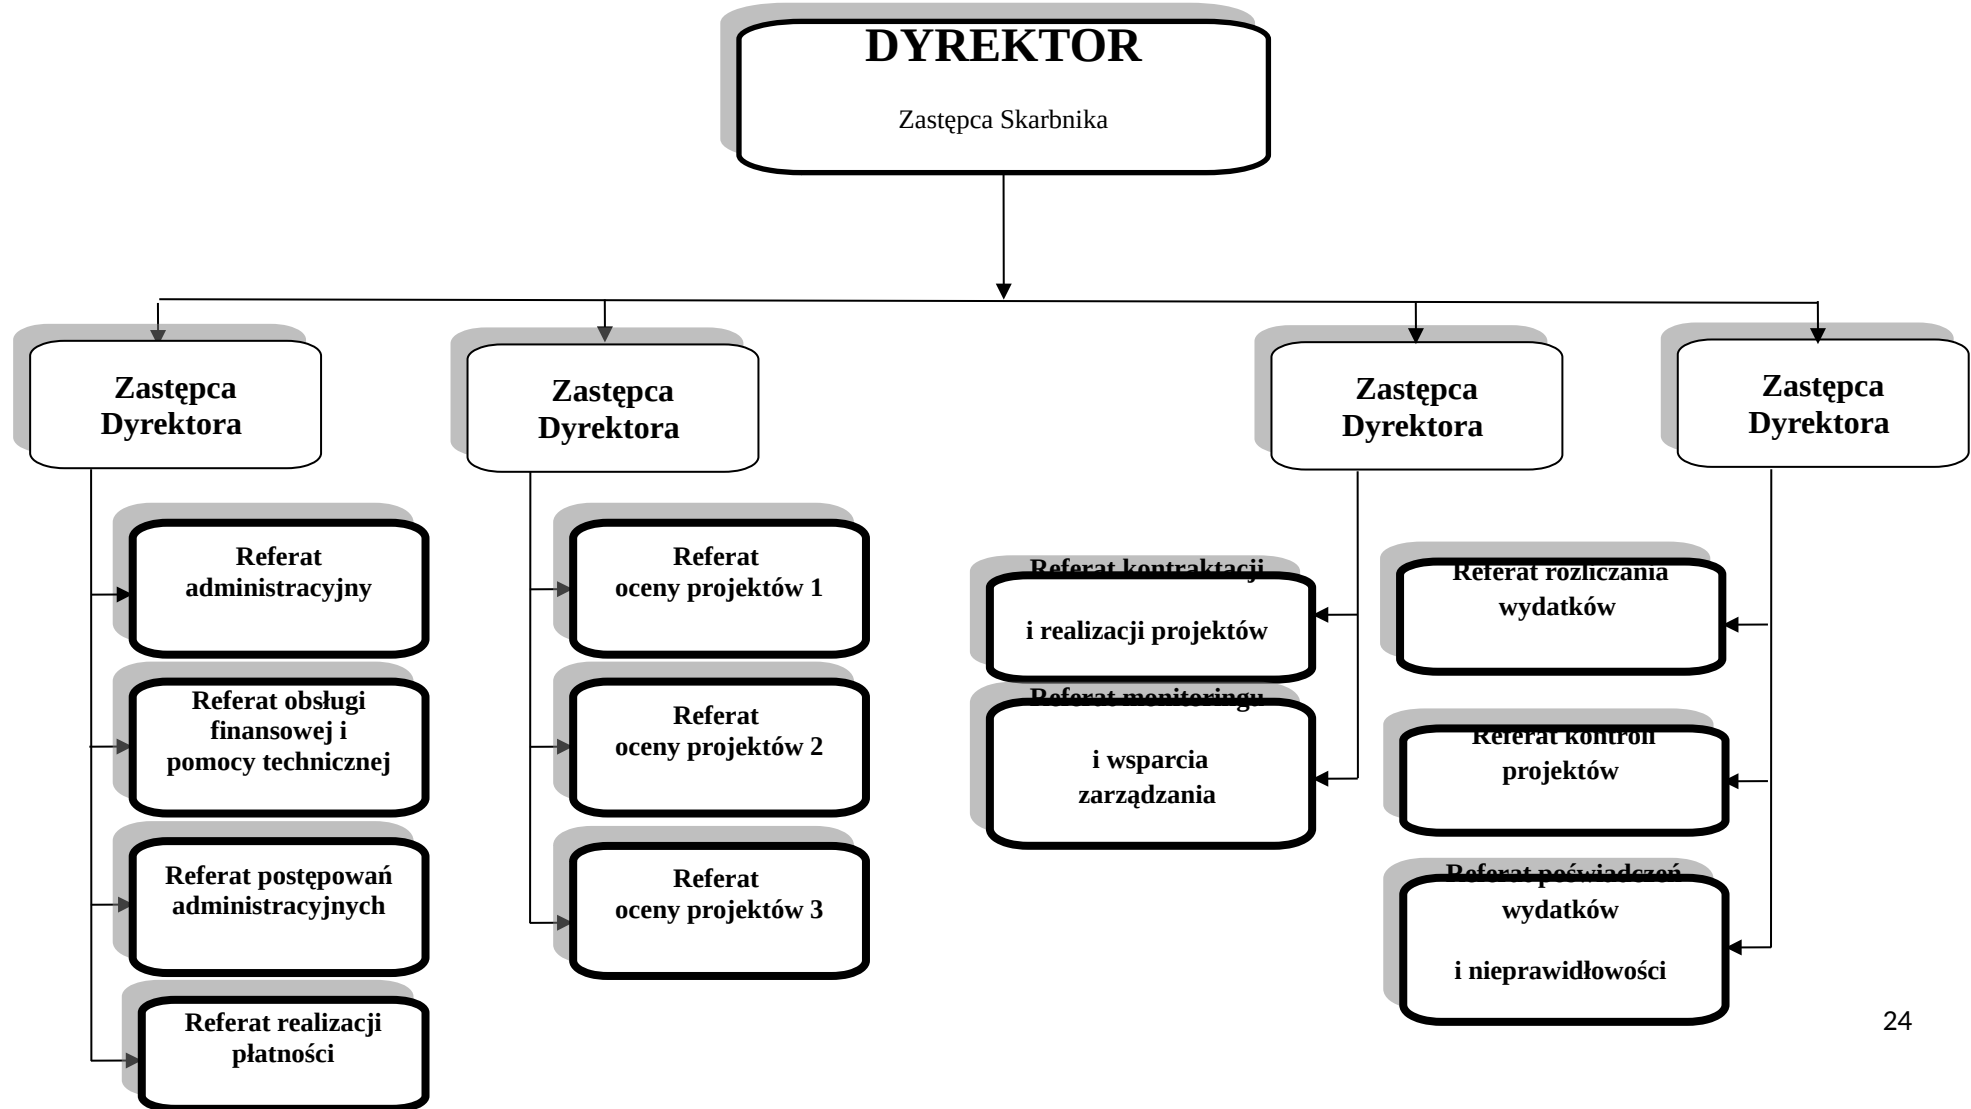 DYREKTOR
Zastępca Skarbnika
Zastępca
Dyrektora
Zastępca
Dyrektora
Zastępca
Dyrektora
Zastępca
Dyrektora
Referat
administracyjny
Referat obsługi
finansowej i
pomocy technicznej
Referat postępowań
administracyjnych
Referat realizacji
płatności
Referat
oceny projektów 1
Referat
oceny projektów 2
Referat
oceny projektów 3
Referat kontraktacji
i realizacji projektów
Referat monitoringu
i wsparcia
zarządzania
Referat rozliczania
wydatków
Referat kontroli
projektów
Referat poświadczeń
wydatków
i nieprawidłowości
24